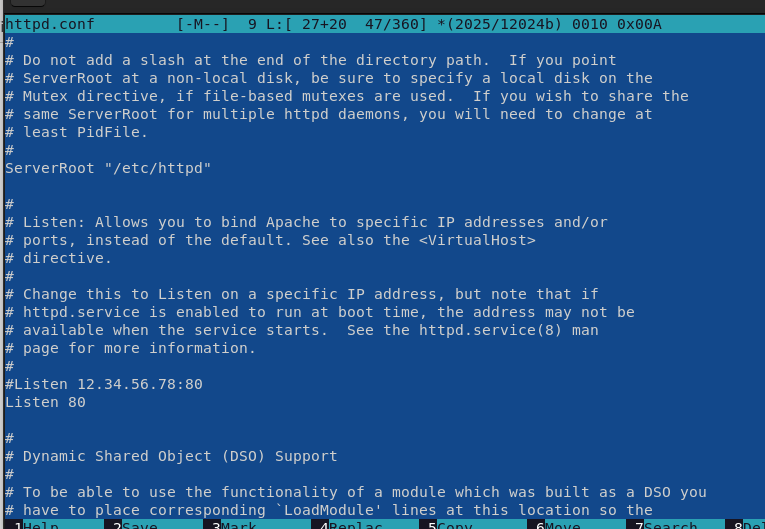 httpd.conf         [-M--]  9 L:[ 27+20  47/360] *(2025/12024b) 0010 0x00A
#
# Do not add a slash at the end of the directory path.  If you point
# ServerRoot at a non-local disk, be sure to specify a local disk on the
# Mutex directive, if file-based mutexes are used.  If you wish to share the
# same ServerRoot for multiple httpd daemons, you will need to change at
# least PidFile.
#
ServerRoot "/etc/httpd"

#
# Listen: Allows you to bind Apache to specific IP addresses and/or
# ports, instead of the default. See also the <VirtualHost>
# directive.
#
# Change this to Listen on a specific IP address, but note that if
# httpd.service is enabled to run at boot time, the address may not be
# available when the service starts.  See the httpd.service(8) man
# page for more information.
#
#Listen 12.34.56.78:80
Listen 80

#
# Dynamic Shared Object (DSO) Support
#
# To be able to use the functionality of a module which was built as a DSO you
# have to place corresponding `LoadModule' lines at this location so the
1Help 2Save 3Mark 4Replac 5Copy 6Move 7Search 8De